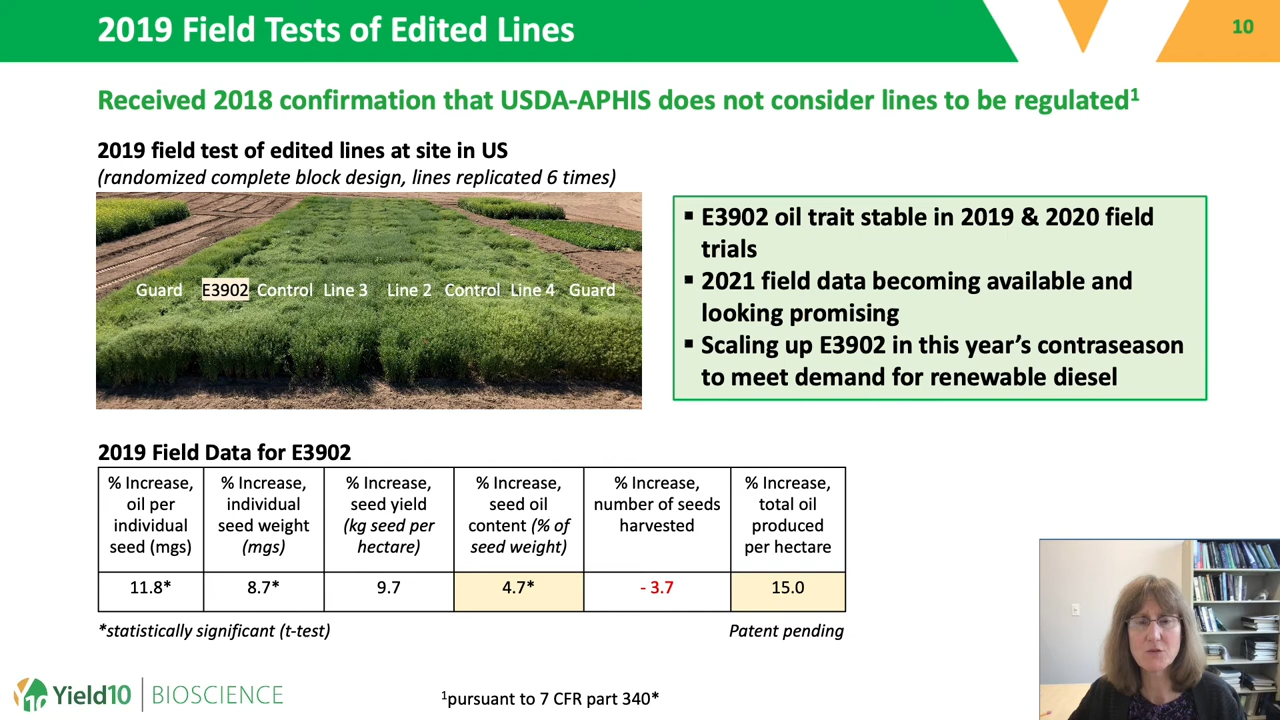 2019 Field Tests of Edited Lines
10
Received 2018 confirmation that USDA-APHIS does not consider lines to be regulated¹
2019 field test of edited lines at site in US
(randomized complete block design, lines replicated 6 times)
Guard E3902 Control Line 3 Line 2 Control Line 4 Guard
▪ E3902 oil trait stable in 2019 & 2020 field
trials
▪ 2021 field data becoming available and
looking promising
▪ Scaling up E3902 in this year’s contraseason
to meet demand for renewable diesel
2019 Field Data for E3902
% Increase,
oil per
individual
seed (mgs)
% Increase,
individual
seed weight
(mgs)
% Increase,
seed yield
(kg seed per
hectare)
% Increase,
seed oil
content (% of
seed weight)
% Increase,
number of seeds
harvested
% Increase,
total oil
produced
per hectare
11.8* 8.7* 9.7 4.7* - 3.7 15.0
*statistically significant (t-test)
Patent pending
Yield10 BIOSCIENCE
¹pursuant to 7 CFR part 340*